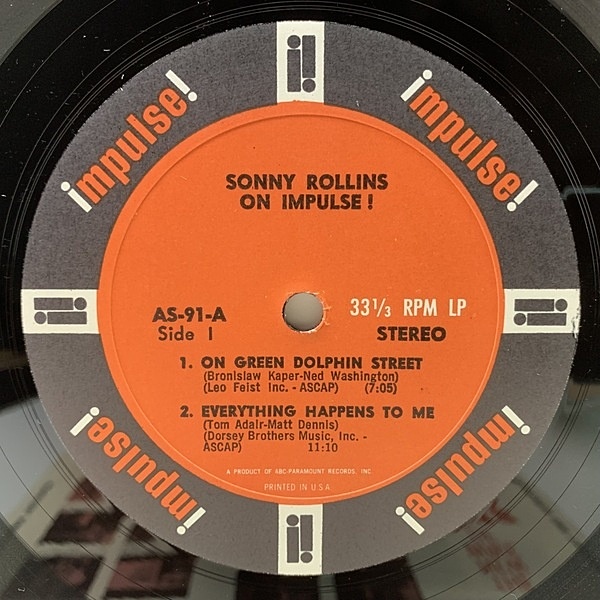 impulse!
impulse!
SONNY ROLLINS
ON IMPULSE!
AS-91-A
Side 1
33 1/3 RPM LP
STEREO
1. ON GREEN DOLPHIN STREET
(Bronislaw Kaper-Ned Washington)
(Leo Feist Inc. - ASCAP) (7:05)
2. EVERYTHING HAPPENS TO ME
(Tom Adair-Matt Dennis)
(Dorsey Brothers Music, Inc. -
ASCAP) 11:10
A PRODUCT OF ABC-PARAMOUNT RECORDS, INC.
PRINTED IN U.S.A.
impulse!
impulse!